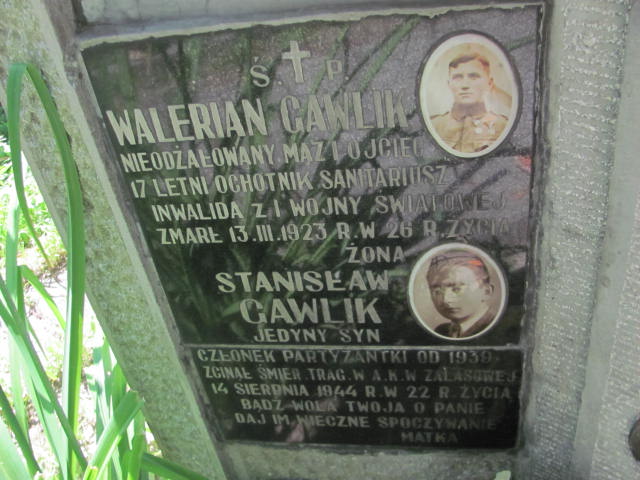 Ś. P.
WALERIAN GAWLIK
NIEODŻAŁOWANY MĄŻ I OJCIEC
17 LETNI OCHOTNIK SANITARIUSZ
INWALIDA Z I WOJNY ŚWIATOWEJ
ZMARŁ 13.III.1923 R. W 26 R. ŻYCIA
ŻONA
STANISŁAW
GAWLIK
JEDYNY SYN
CZŁONEK PARTYZANTKI OD 1939
ZGINĄŁ ŚMIER. TRAG. W A.K. W ZALASOWEJ
14 SIERPNIA 1944 R. W 22 R. ŻYCIA
BĄDŹ WOLA TWOJA O PANIE
DAJ IM WIECZNE SPOCZYWANIE
MATKA